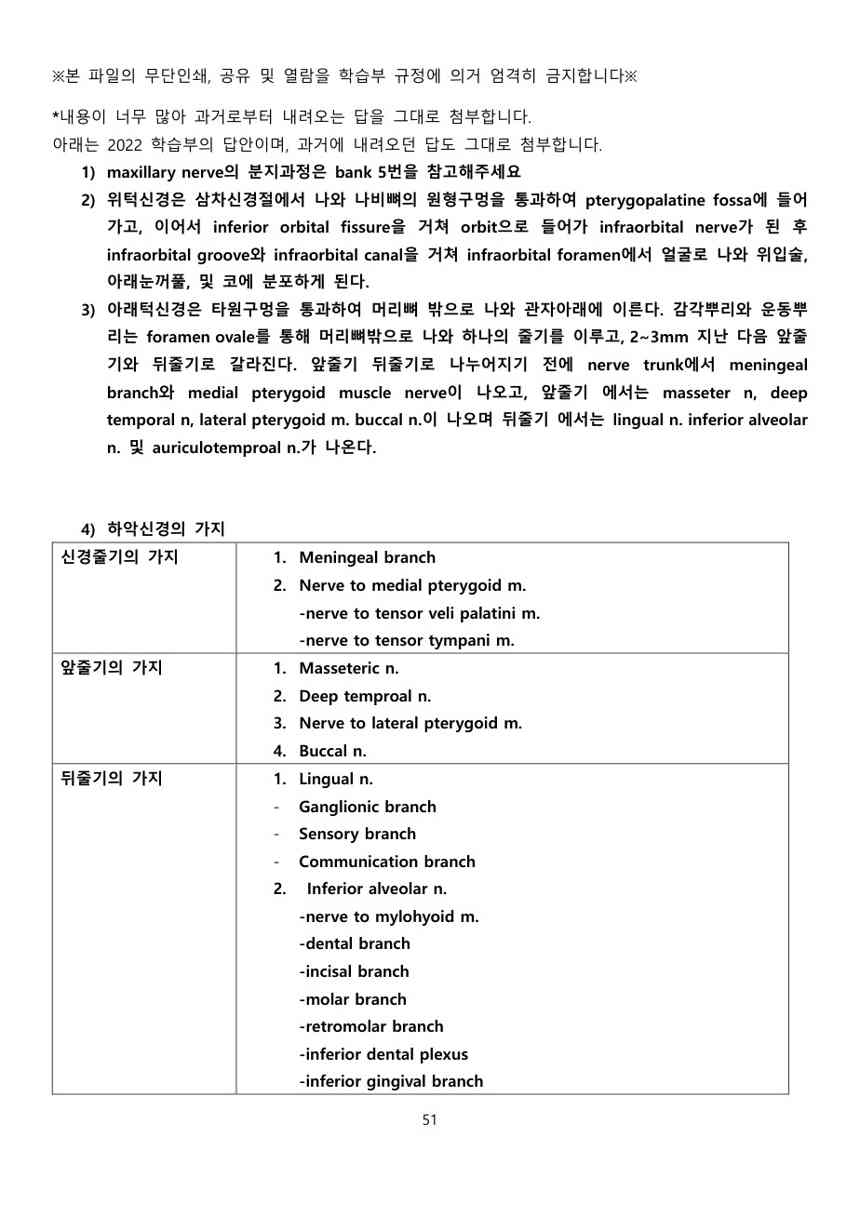 ※본 파일의 무단인쇄, 공유 및 열람을 학습부 규정에 의거 엄격히 금지합니다※
*내용이 너무 많아 과거로부터 내려오는 답을 그대로 첨부합니다.
아래는 2022 학습부의 답안이며, 과거에 내려오던 답도 그대로 첨부합니다.
1) maxillary nerve의 분지과정은 bank 5번을 참고해주세요
2) 위턱신경은 삼차신경절에서 나와 나비뼈의 원형구멍을 통과하여 pterygopalatine fossa에 들어
가고, 이어서 inferior orbital fissure을 거쳐 orbit으로 들어가 infraorbital nerve가 된 후
infraorbital groove와 infraorbital canal을 거쳐 infraorbital foramen에서 얼굴로 나와 위입술,
아래눈꺼풀, 및 코에 분포하게 된다.
3) 아래턱신경은 타원구멍을 통과하여 머리뼈 밖으로 나와 관자아래에 이른다. 감각뿌리와 운동뿌
리는 foramen ovale를 통해 머리뼈밖으로 나와 하나의 줄기를 이루고, 2~3mm 지난 다음 앞줄
기와 뒤줄기로 갈라진다. 앞줄기 뒤줄기로 나누어지기 전에 nerve trunk에서 meningeal
branch와 medial pterygoid muscle nerve이 나오고, 앞줄기 에서는 masseter n, deep
temporal n, lateral pterygoid m. buccal n.이 나오며 뒤줄기 에서는 lingual n. inferior alveolar
n. 및 auriculotemproal n.가 나온다.
4) 하악신경의 가지
신경줄기의 가지
1. Meningeal branch
2. Nerve to medial pterygoid m.
-nerve to tensor veli palatini m.
-nerve to tensor tympani m.
앞줄기의 가지
1. Masseteric n.
2. Deep temproal n.
3. Nerve to lateral pterygoid m.
4. Buccal n.
뒤줄기의 가지
1. Lingual n.
- Ganglionic branch
- Sensory branch
- Communication branch
2. Inferior alveolar n.
-nerve to mylohyoid m.
-dental branch
-incisal branch
-molar branch
-retromolar branch
-inferior dental plexus
-inferior gingival branch
51